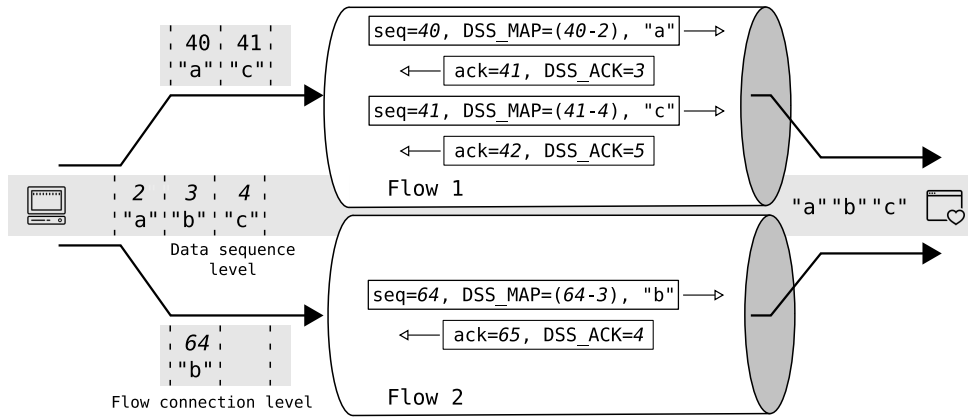 40 41
"a" "c"
seq=40, DSS_MAP=(40-2), "a"
ack=41, DSS_ACK=3
seq=41, DSS_MAP=(41-4), "c"
ack=42, DSS_ACK=5
Flow 1
2 3 4
"a" "b" "c"
Data sequence
level
"a" "b" "c"
seq=64, DSS_MAP=(64-3), "b"
ack=65, DSS_ACK=4
Flow 2
64
"b"
Flow connection level